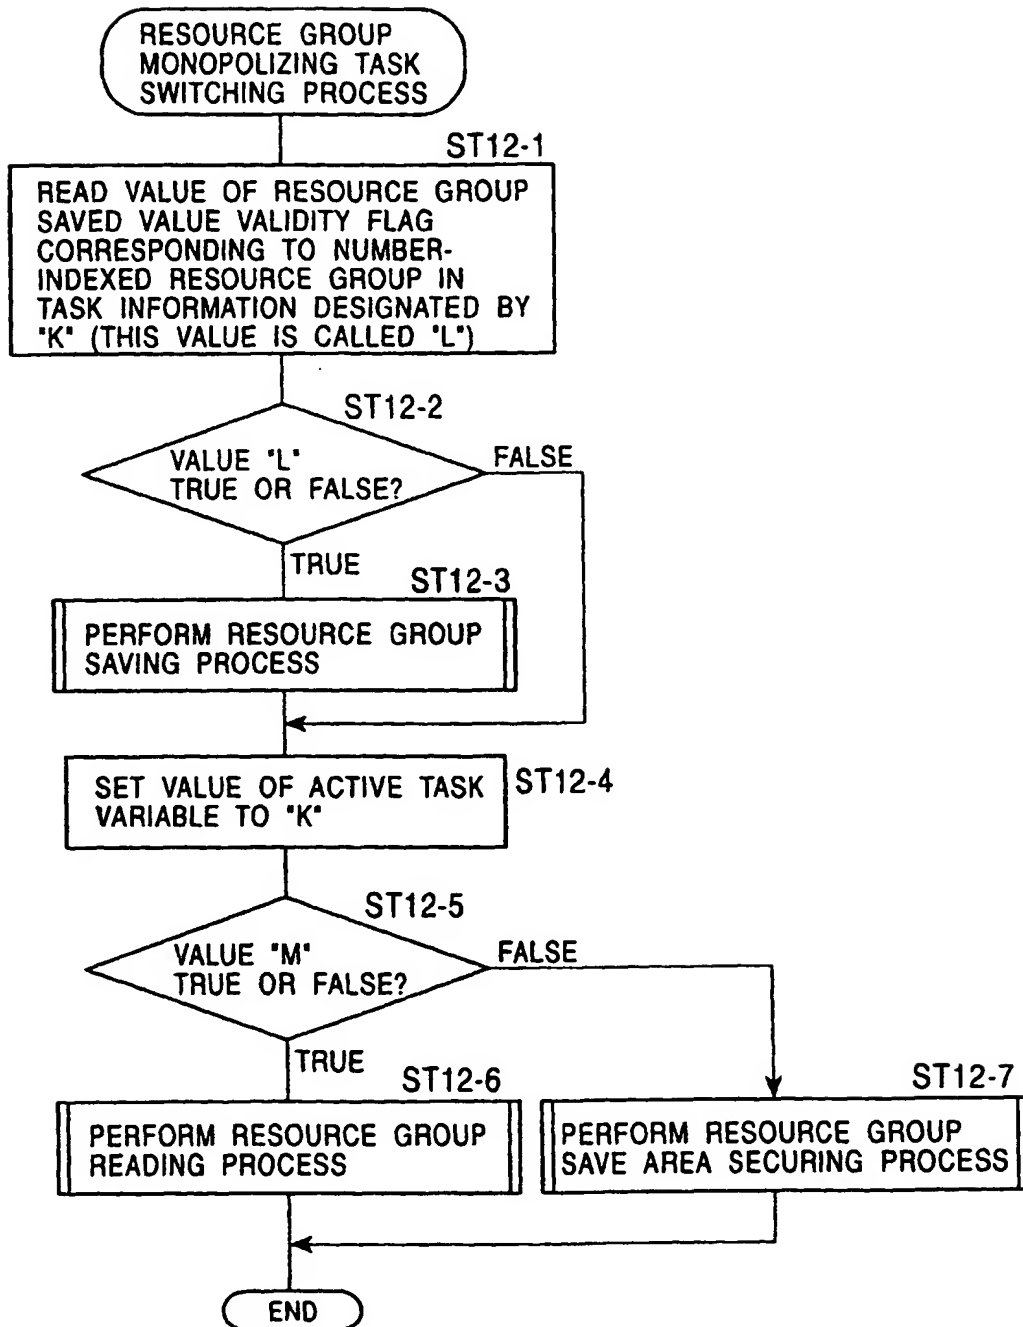 RESOURCE GROUP
MONOPOLIZING TASK
SWITCHING PROCESS
ST12-1
READ VALUE OF RESOURCE GROUP
SAVED VALUE VALIDITY FLAG
CORRESPONDING TO NUMBER-
INDEXED RESOURCE GROUP IN
TASK INFORMATION DESIGNATED BY
"K" (THIS VALUE IS CALLED "L")
ST12-2
VALUE "L"
TRUE OR FALSE?
FALSE
TRUE
ST12-3
PERFORM RESOURCE GROUP
SAVING PROCESS
ST12-4
SET VALUE OF ACTIVE TASK
VARIABLE TO "K"
ST12-5
VALUE "M"
TRUE OR FALSE?
FALSE
TRUE
ST12-6
PERFORM RESOURCE GROUP
READING PROCESS
ST12-7
PERFORM RESOURCE GROUP
SAVE AREA SECURING PROCESS
END